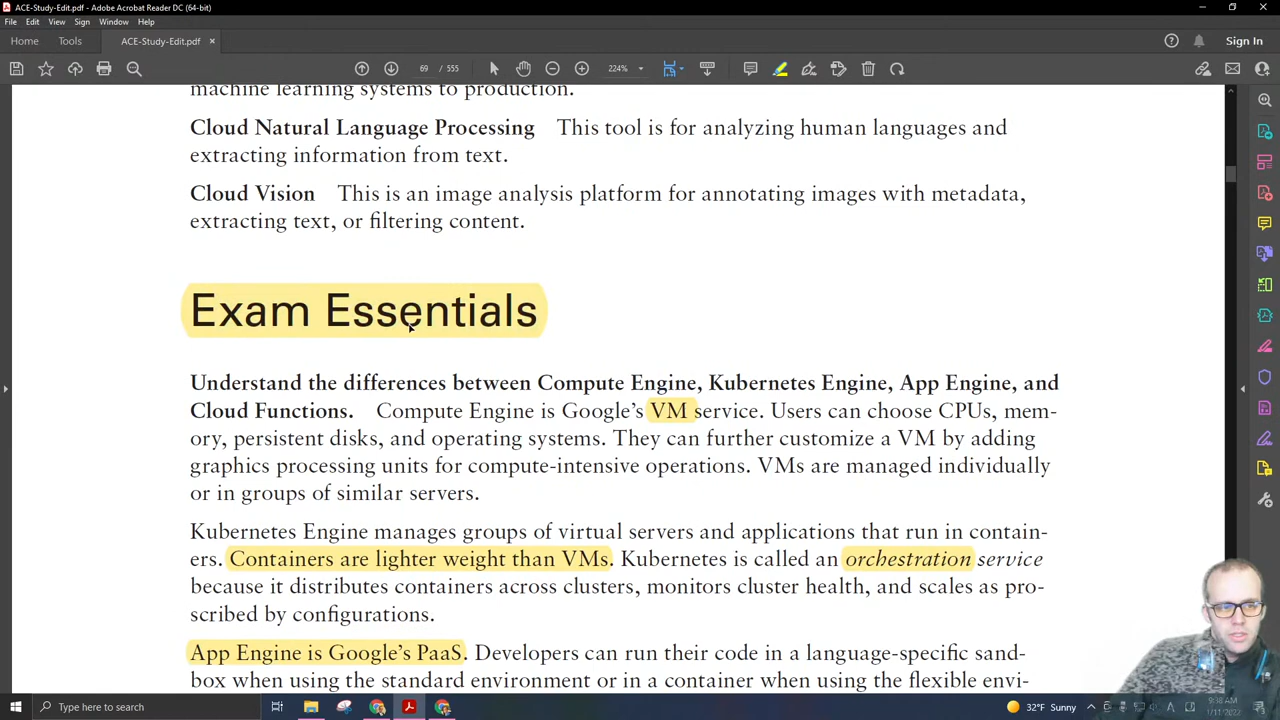 ACE-Study-Edit.pdf - Adobe Acrobat Reader DC (64-bit)
File Edit View Sign Window Help
Home Tools ACE-Study-Edit.pdf × Sign In
69 / 555 224%
machine learning systems to production.
Cloud Natural Language Processing This tool is for analyzing human languages and
extracting information from text.
Cloud Vision This is an image analysis platform for annotating images with metadata,
extracting text, or filtering content.
Exam Essentials
Understand the differences between Compute Engine, Kubernetes Engine, App Engine, and
Cloud Functions. Compute Engine is Google’s VM service. Users can choose CPUs, mem-
ory, persistent disks, and operating systems. They can further customize a VM by adding
graphics processing units for compute-intensive operations. VMs are managed individually
or in groups of similar servers.
Kubernetes Engine manages groups of virtual servers and applications that run in contain-
ers. Containers are lighter weight than VMs. Kubernetes is called an orchestration service
because it distributes containers across clusters, monitors cluster health, and scales as pro-
scribed by configurations.
App Engine is Google’s PaaS. Developers can run their code in a language-specific sand-
box when using the standard environment or in a container when using the flexible envi-
Type here to search
32°F Sunny
9:38 AM
1/11/2022